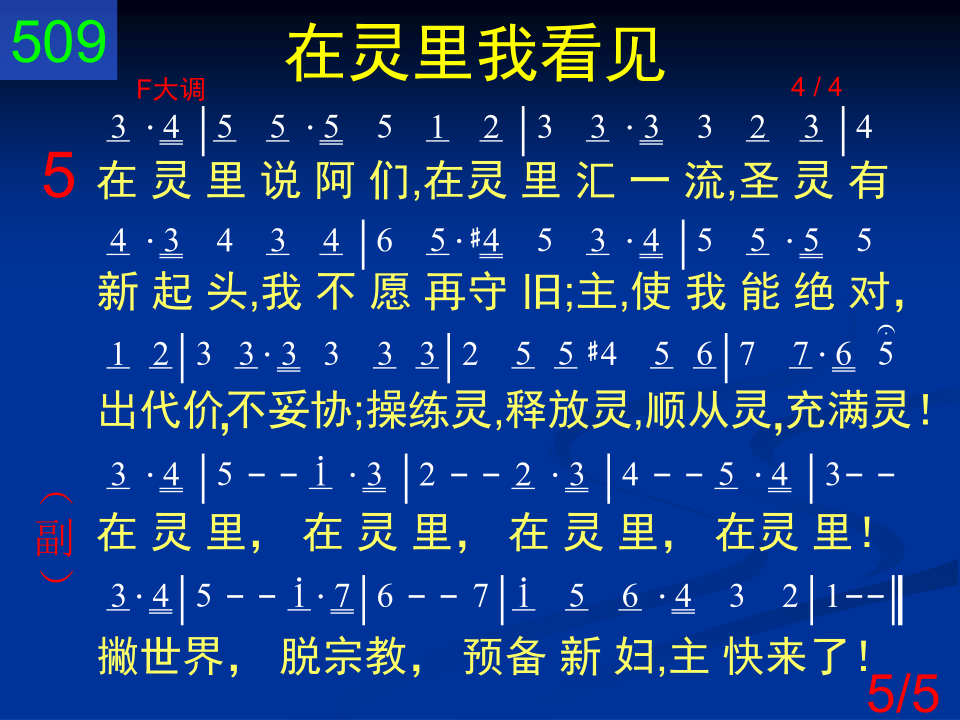 509
在灵里我看见
F大调
4 / 4
3 · 4 | 5 5 · 5 5 1 2 | 3 3 · 3 3 2 3 | 4
5
在 灵 里 说 阿 们,在灵 里 汇 一 流,圣 灵 有
4 · 3 4 3 4 | 6 5 · #4 5 3 · 4 | 5 5 · 5 5
新 起 头,我 不 愿 再守 旧;主,使 我 能 绝 对,
1 2 | 3 3 · 3 3 3 3 | 2 5 5 #4 5 6 | 7 7 · 6 5
出代价,不妥协;操练灵,释放灵,顺从灵,充满灵!
3 · 4 | 5 - - i · 3 | 2 - - 2 · 3 | 4 - - 5 · 4 | 3 - -
(副)
在 灵 里, 在 灵 里, 在 灵 里, 在灵 里!
3 · 4 | 5 - - i · 7 | 6 - - 7 | i 5 6 · 4 3 2 | 1 - - ‖
撇世界, 脱宗教, 预备 新 妇,主 快来了!
5/5